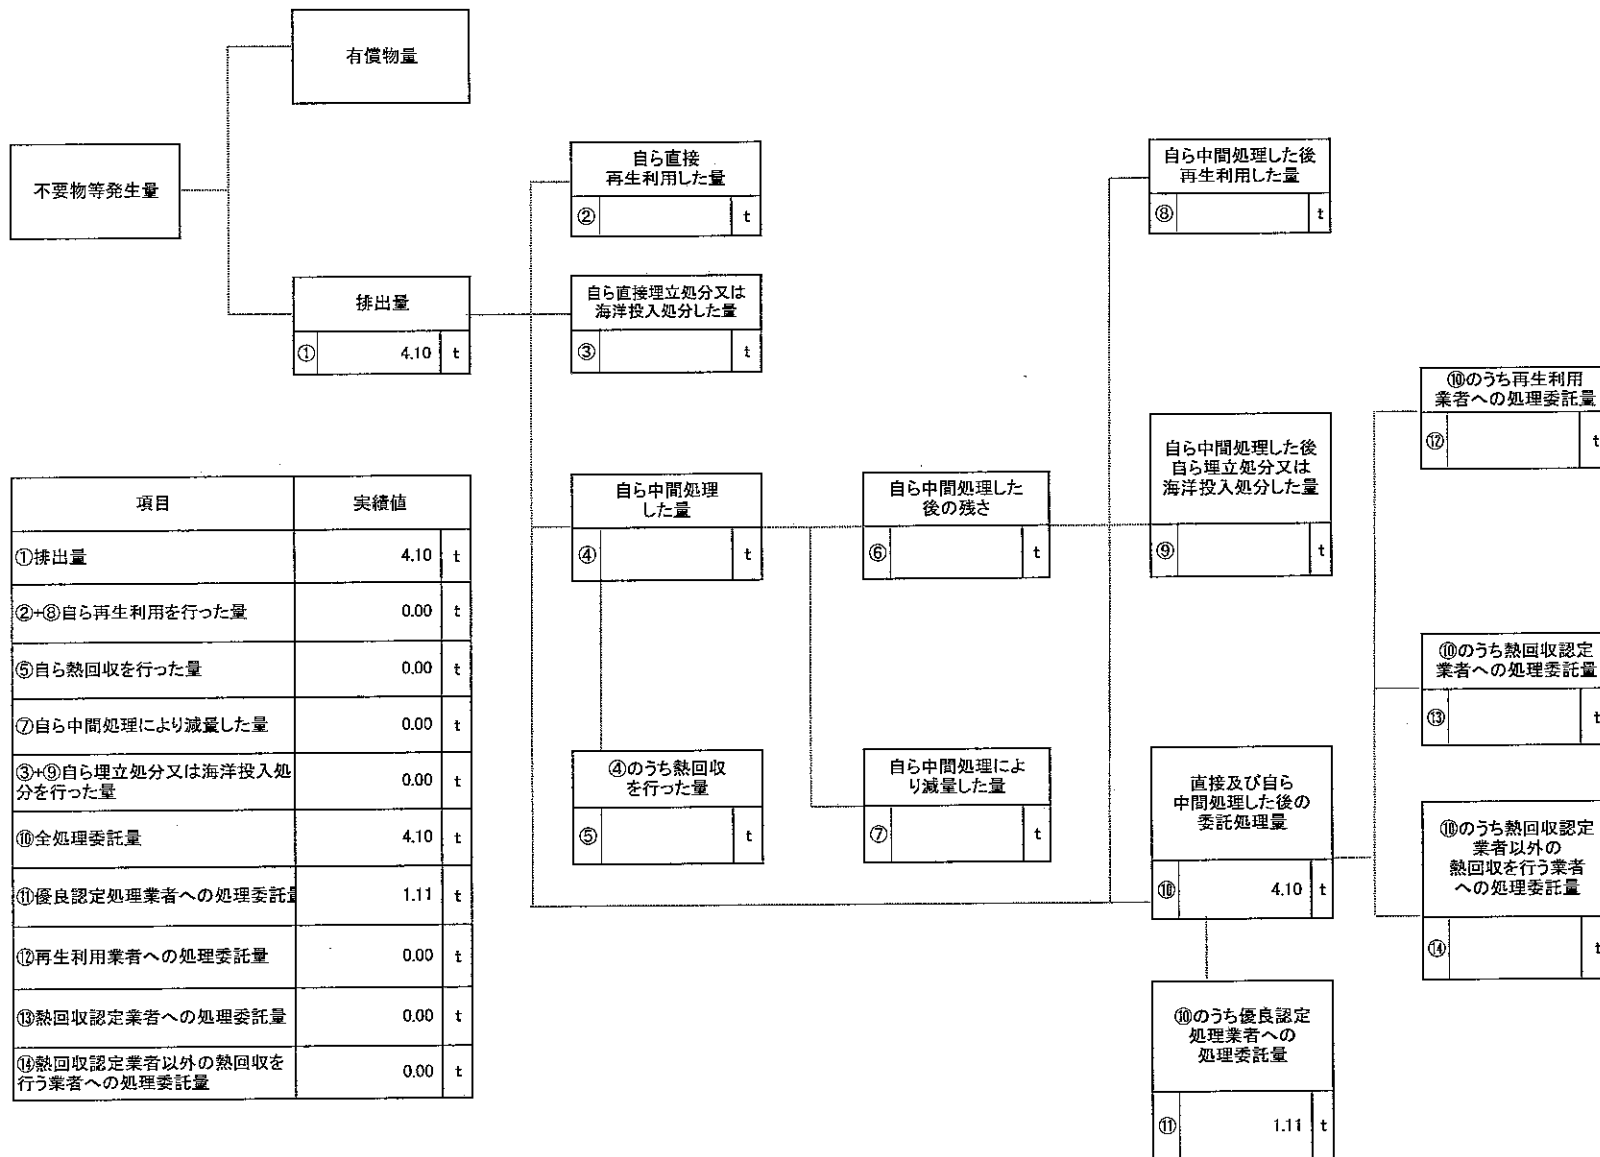 有償物量
不要物等発生量
排出量
① 4.10 t
自ら直接
再生利用した量
② t
自ら直接埋立処分又は
海洋投入処分した量
③ t
自ら中間処理
した量
④ t
④のうち熱回収
を行った量
⑤ t
自ら中間処理した
後の残さ
⑥ t
自ら中間処理によ
り減量した量
⑦ t
自ら中間処理した後
再生利用した量
⑧ t
自ら中間処理した後
自ら埋立処分又は
海洋投入処分した量
⑨ t
直接及び自ら
中間処理した後の
委託処理量
⑩ 4.10 t
⑩のうち優良認定
処理業者への
処理委託量
⑪ 1.11 t
⑩のうち再生利用
業者への処理委託量
⑫ t
⑩のうち熱回収認定
業者への処理委託量
⑬ t
⑩のうち熱回収認定
業者以外の
熱回収を行う業者
への処理委託量
⑭ t
項目 実績値
①排出量 4.10 t
②+⑧自ら再生利用を行った量 0.00 t
⑤自ら熱回収を行った量 0.00 t
⑦自ら中間処理により減量した量 0.00 t
③+⑨自ら埋立処分又は海洋投入処
分を行った量 0.00 t
⑩全処理委託量 4.10 t
⑪優良認定処理業者への処理委託量 1.11 t
⑫再生利用業者への処理委託量 0.00 t
⑬熱回収認定業者への処理委託量 0.00 t
⑭熱回収認定業者以外の熱回収を
行う業者への処理委託量 0.00 t